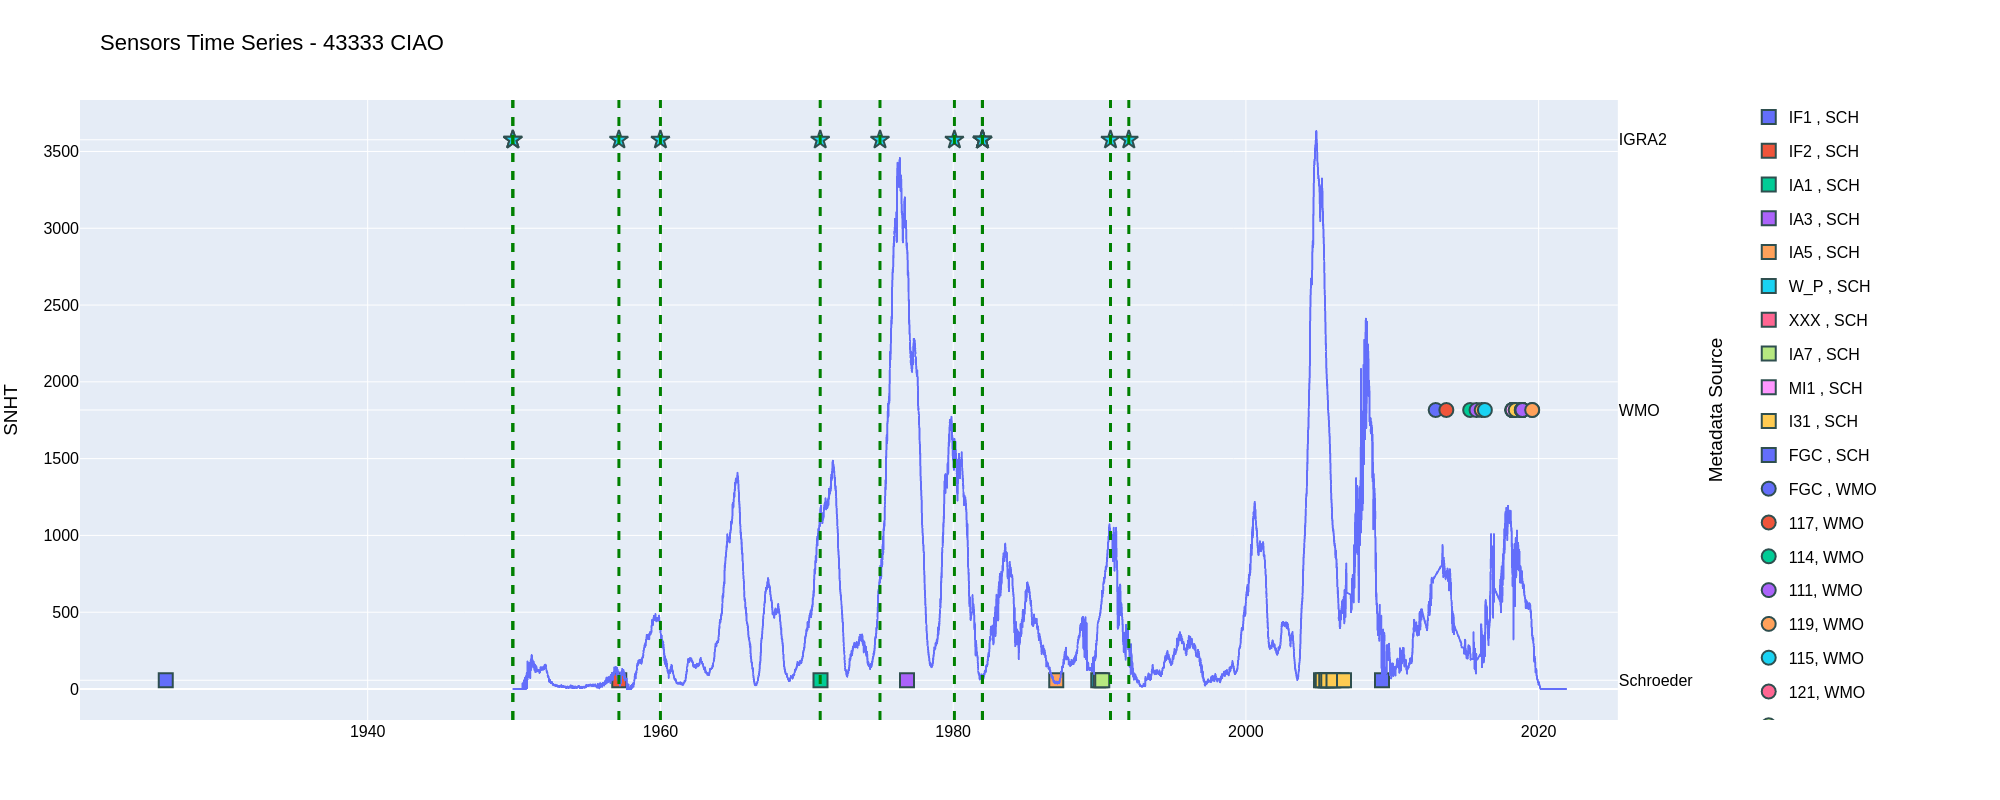 Sensors Time Series - 43333 CIAO
SNHT
3500
3000
2500
2000
1500
1000
500
0
1940
1960
1980
2000
2020
IGRA2
WMO
Schroeder
Metadata Source
IF1 , SCH
IF2 , SCH
IA1 , SCH
IA3 , SCH
IA5 , SCH
W_P , SCH
XXX , SCH
IA7 , SCH
MI1 , SCH
I31 , SCH
FGC , SCH
FGC , WMO
117, WMO
114, WMO
111, WMO
119, WMO
115, WMO
121, WMO